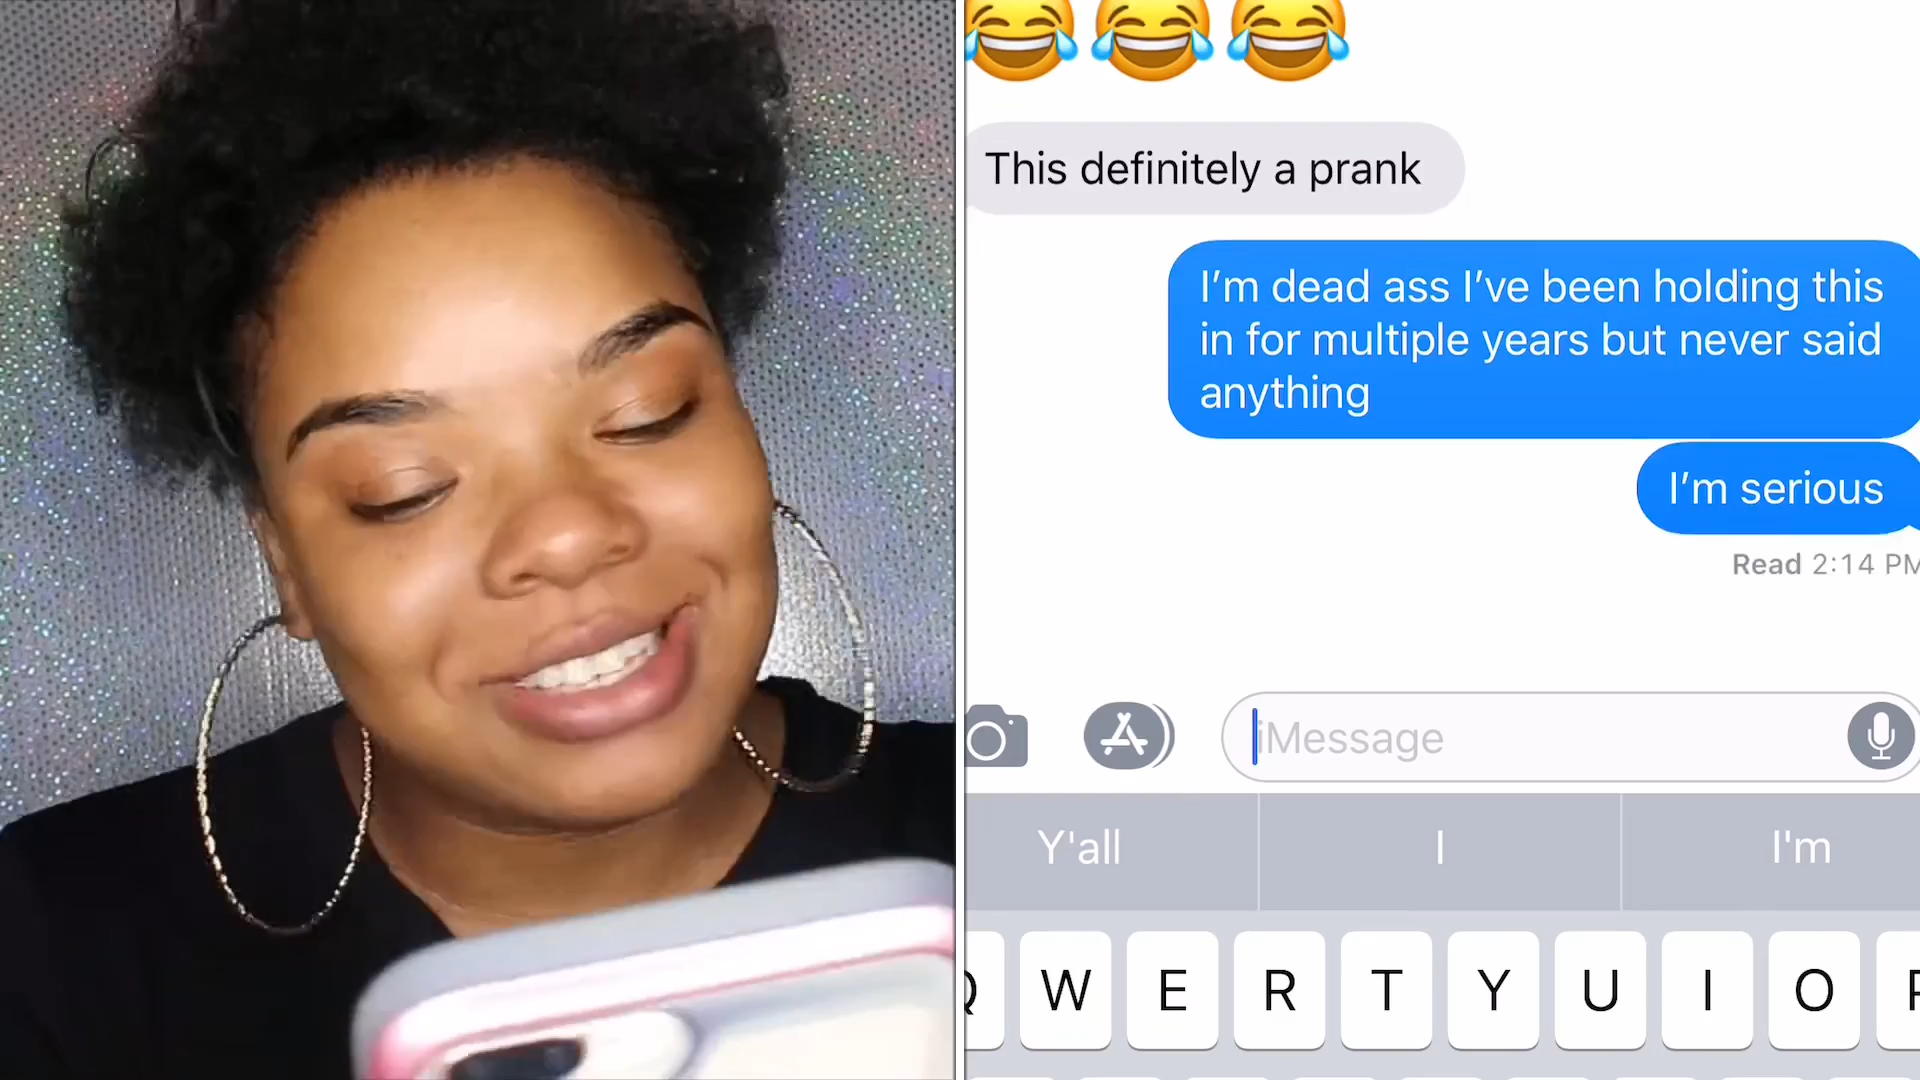 This definitely a prank
I’m dead ass I’ve been holding this
in for multiple years but never said
anything
I’m serious
Read 2:14 PM
iMessage
Y'all I I'm
Q W E R T Y U I O P